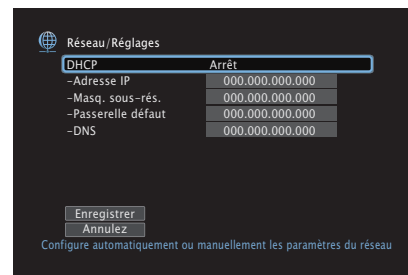 Réseau/Réglages
DHCP Arrêt
–Adresse IP 000.000.000.000
–Masq. sous-rés. 000.000.000.000
–Passerelle défaut 000.000.000.000
–DNS 000.000.000.000
Enregistrer
Annulez
Configure automatiquement ou manuellement les paramètres du réseau